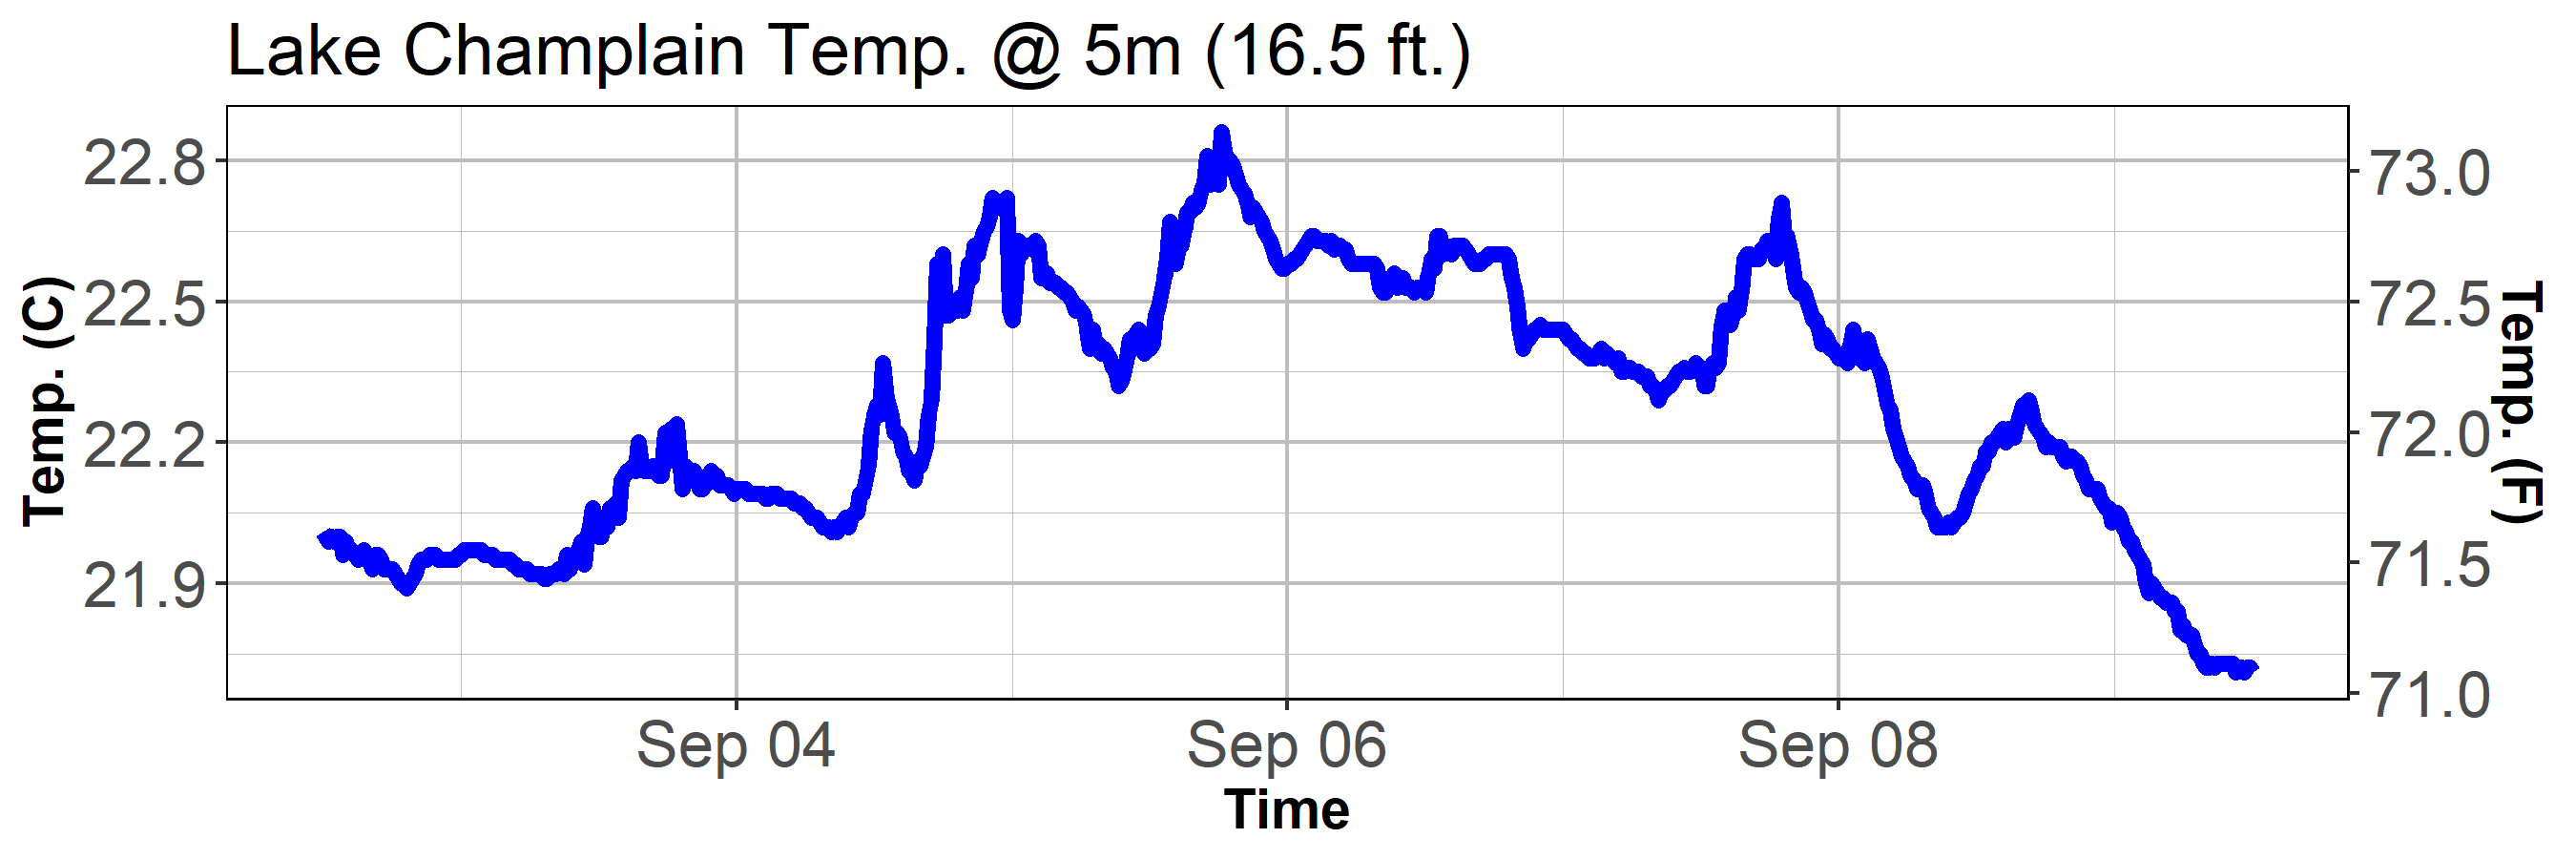 Lake Champlain Temp. @ 5m (16.5 ft.)
Temp. (C)
22.8
22.5
22.2
21.9
73.0
72.5
72.0
71.5
71.0
Temp. (F)
Sep 04 Sep 06 Sep 08
Time